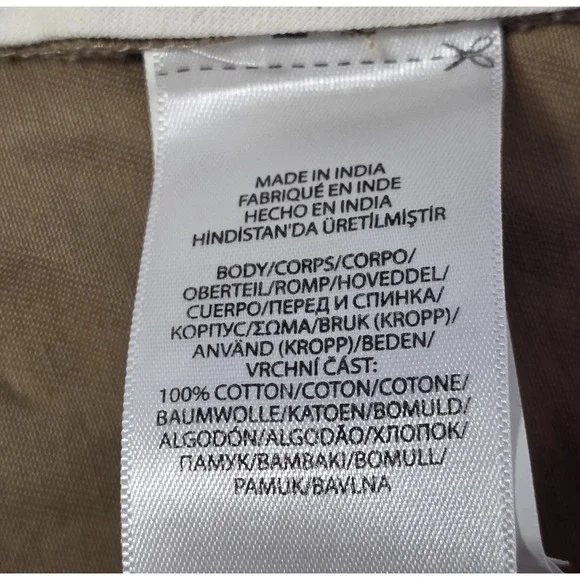 MADE IN INDIA
FABRIQUÉ EN INDE
HECHO EN INDIA
HİNDİSTAN'DA ÜRETİLMİŞTİR
BODY/CORPS/CORPO/
OBERTEIL/ROMP/HOVEDDEL/
CUERPO/ПЕРЕД И СПИНКА/
КОРПУС/ΣΩΜΑ/BRUK (KROPP)/
ANVÄND (KROPP)/BEDEN/
VRCHNÍ ČÁST:
100% COTTON/COTON/COTONE/
BAUMWOLLE/KATOEN/BOMULD/
ALGODÓN/ALGODÃO/ХЛОПОК/
ПАМУК/ΒΑΜΒΑΚΙ/BOMULL/
PAMUK/BAVLNA